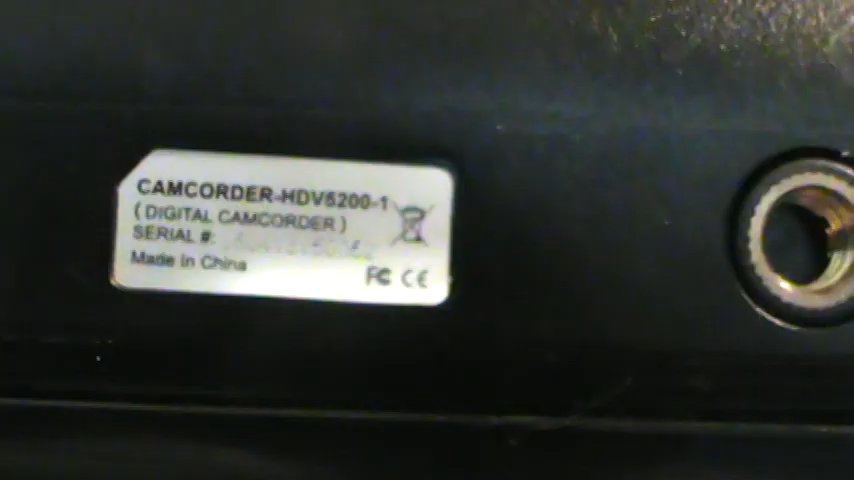 CAMCORDER-HDV5200-1
( DIGITAL CAMCORDER )
SERIAL #:
Made in China
FC CE